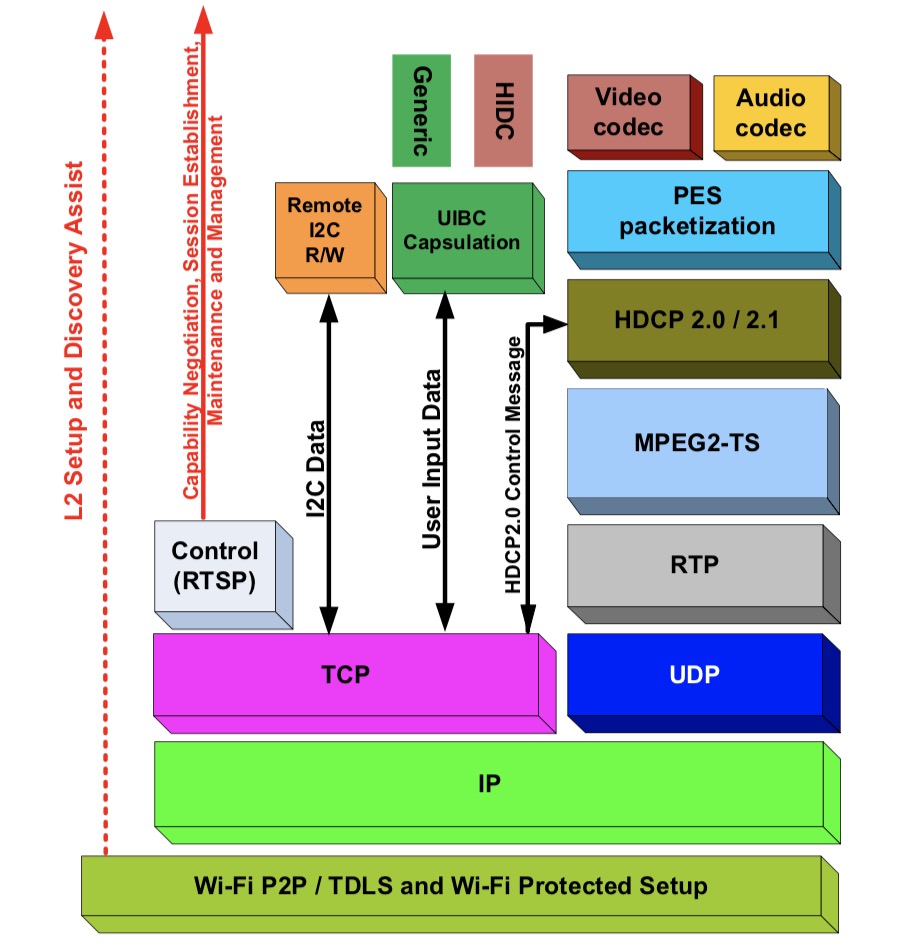 L2 Setup and Discovery Assist
Capability Negotiation, Session Establishment,
Maintenannce and Management
Generic
HIDC
Video
codec
Audio
codec
Remote
I2C
R/W
UIBC
Capsulation
PES
packetization
HDCP 2.0 / 2.1
I2C Data
User Input Data
HDCP2.0 Control Message
MPEG2-TS
Control
(RTSP)
RTP
TCP
UDP
IP
Wi-Fi P2P / TDLS and Wi-Fi Protected Setup